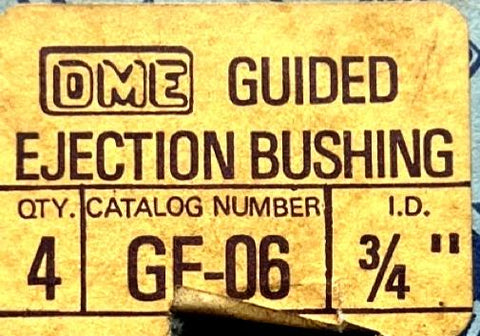 DME GUIDED
EJECTION BUSHING
QTY. CATALOG NUMBER I.D.
4 GF-06 3/4"